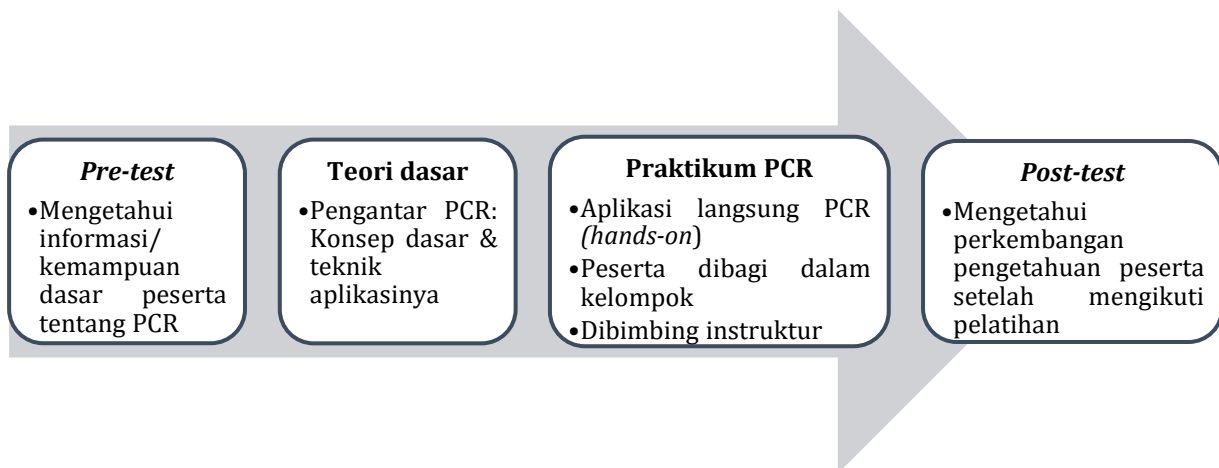 Pre-test
•Mengetahui
informasi/
kemampuan
dasar peserta
tentang PCR
Teori dasar
•Pengantar PCR:
Konsep dasar &
teknik
aplikasinya
Praktikum PCR
•Aplikasi langsung PCR
(hands-on)
•Peserta dibagi dalam
kelompok
•Dibimbing instruktur
Post-test
•Mengetahui
perkembangan
pengetahuan peserta
setelah mengikuti
pelatihan